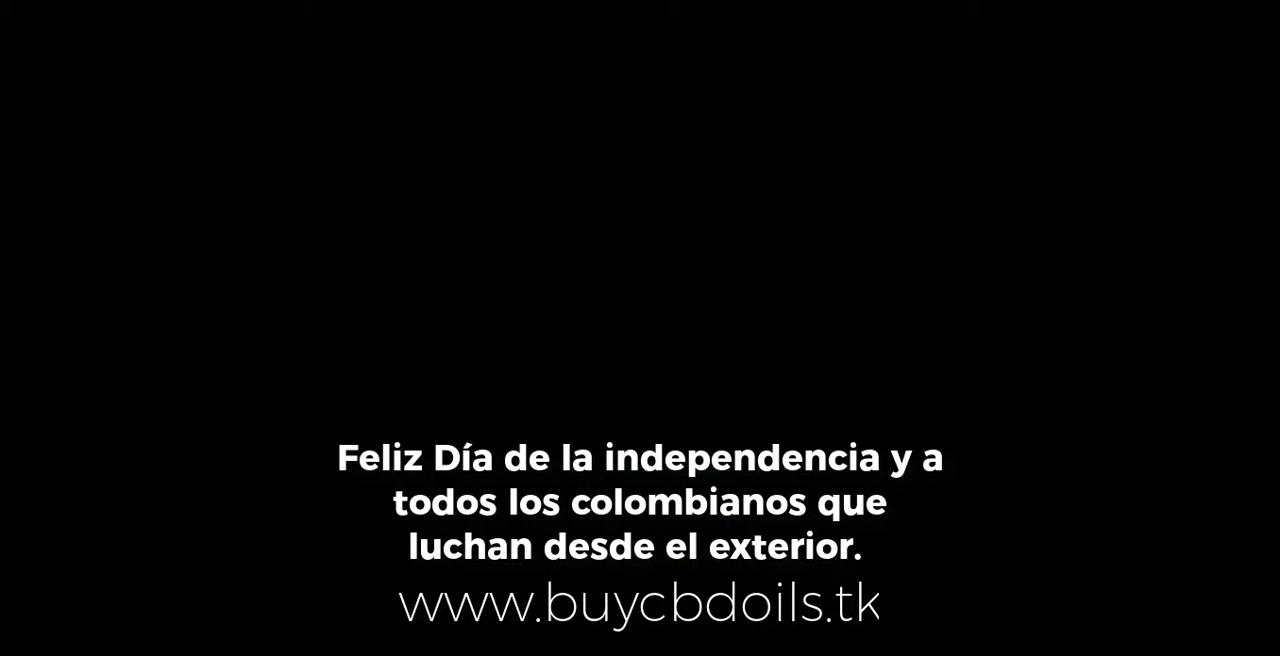 Feliz Día de la independencia y a
todos los colombianos que
luchan desde el exterior.
www.buycbdoils.tk